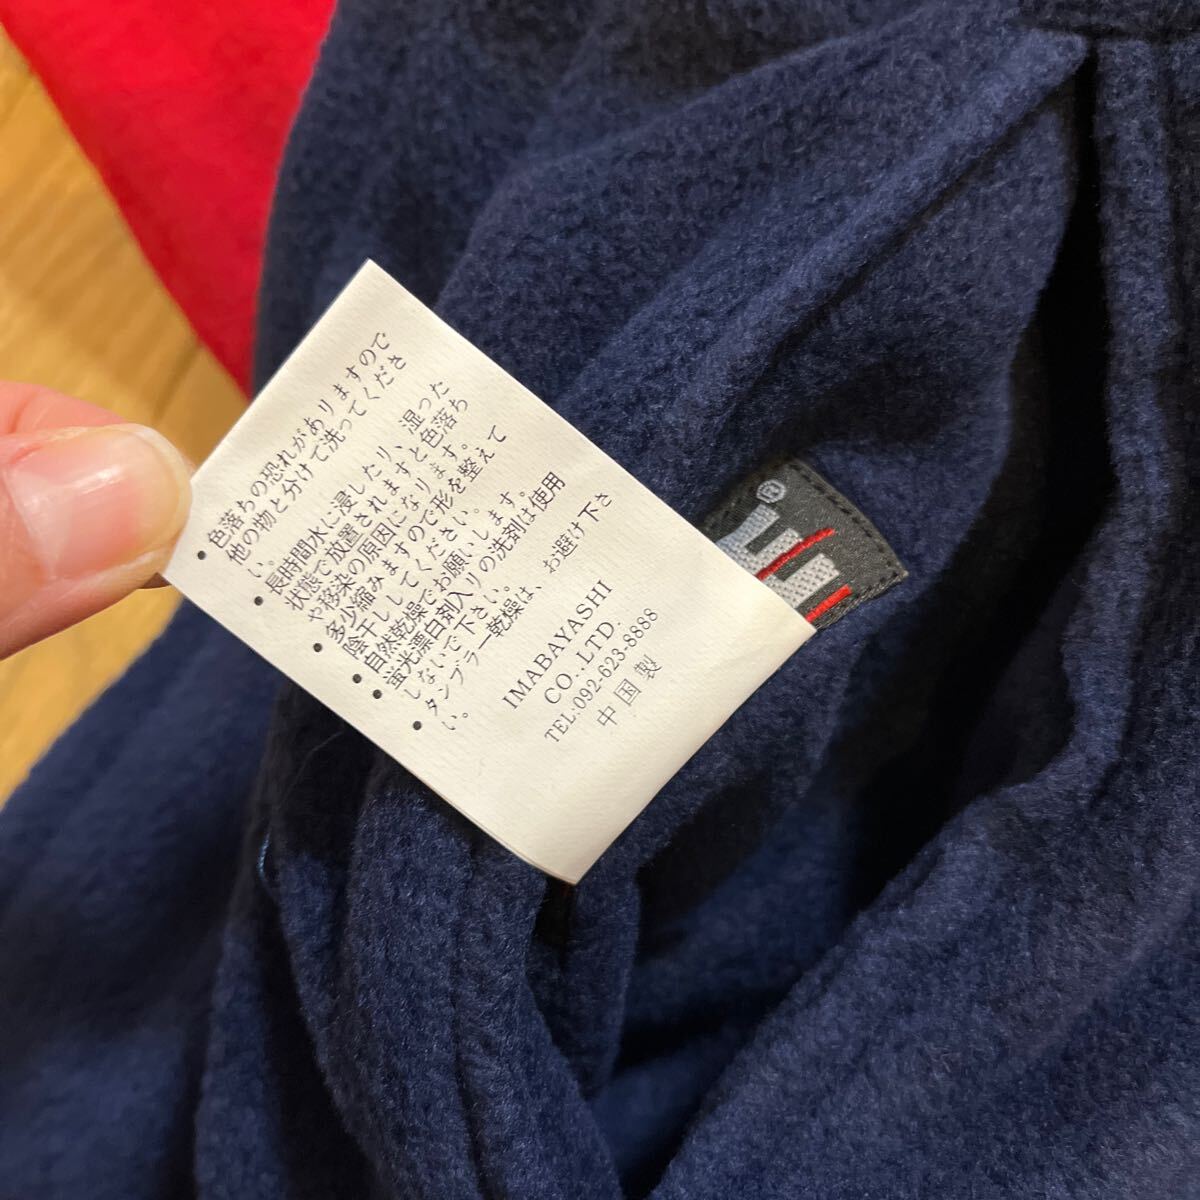 ・色落ちの恐れがありますので
他の物と分けて洗ってくださ
い。
・長時間水に浸したり、湿った
状態で放置されますと色落ち
や移染の原因になります。
・多少縮みますので形を整えて
陰干ししてください。
・自然乾燥でお願いします。
・蛍光漂白剤入りの洗剤は使用
しないで下さい。
・タンブラー乾燥は、お避け下さ
い。
IMABAYASHI
CO.,LTD.
TEL.092-623-8888
中国製
®